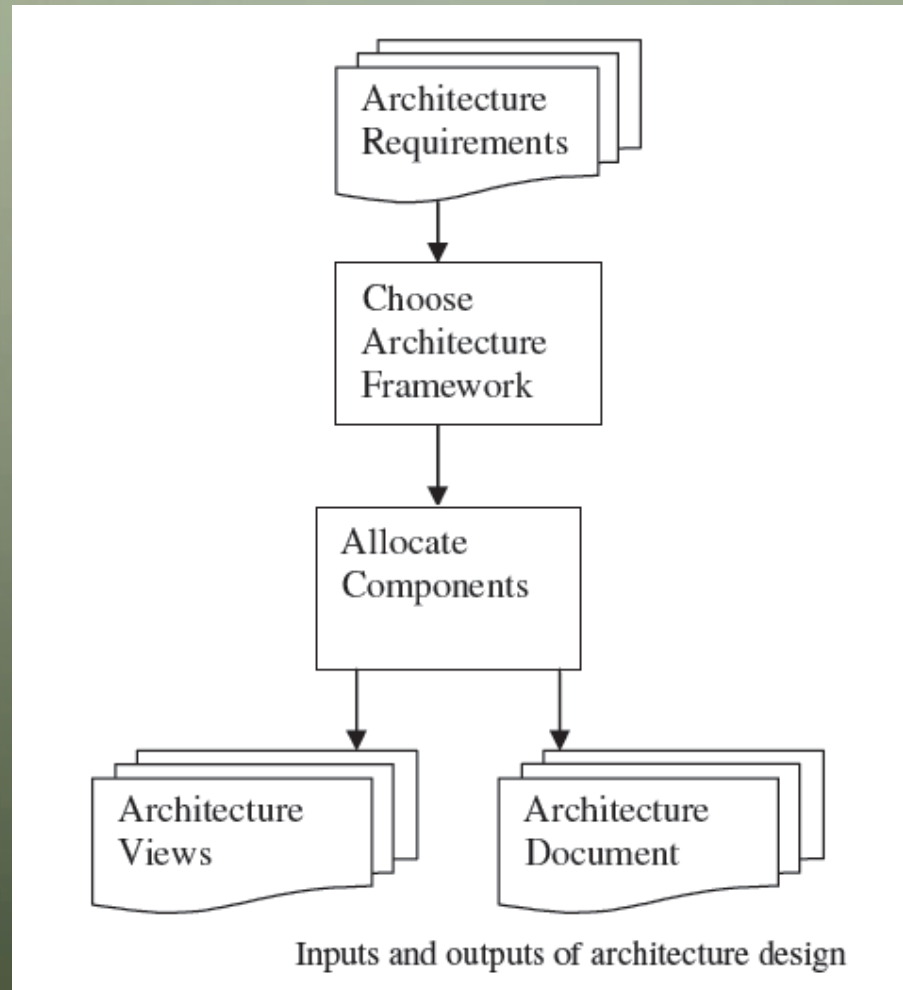 Architecture
Requirements
Choose
Architecture
Framework
Allocate
Components
Architecture
Views
Architecture
Document
Inputs and outputs of architecture design